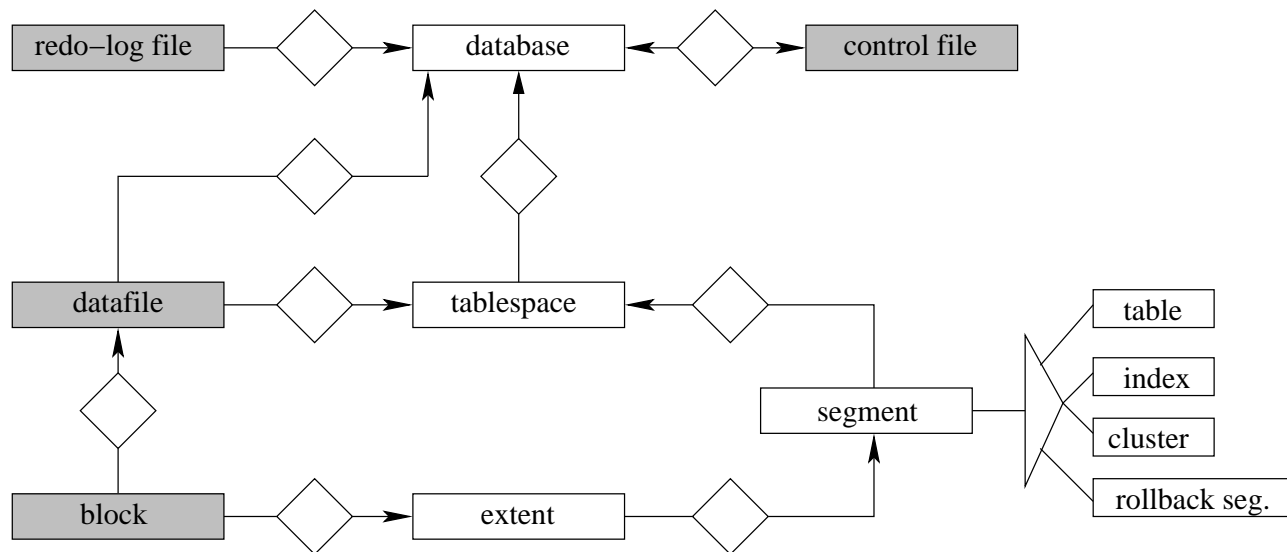 redo−log file
database
control file
datafile
tablespace
table
index
segment
cluster
block
extent
rollback seg.